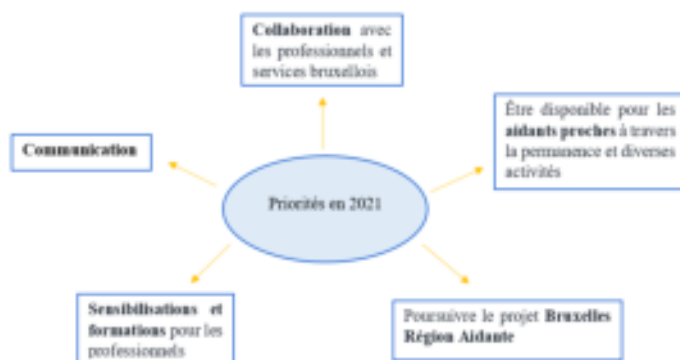 Collaboration avec
les professionnels et
services bruxellois
Être disponible pour les
aidants proches à travers
la permanence et diverses
activités
Communication
Priorités en 2021
Sensibilisations et
formations pour les
professionnels
Poursuivre le projet Bruxelles
Région Aidante